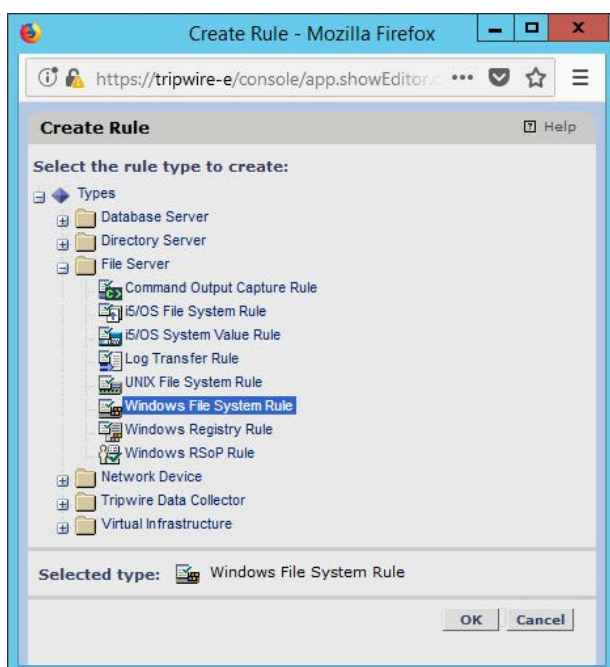 Create Rule - Mozilla Firefox
https://tripwire-e/console/app.showEditor.
Create Rule
? Help
Select the rule type to create:
Types
Database Server
Directory Server
File Server
Command Output Capture Rule
i5/OS File System Rule
i5/OS System Value Rule
Log Transfer Rule
UNIX File System Rule
Windows File System Rule
Windows Registry Rule
Windows RSoP Rule
Network Device
Tripwire Data Collector
Virtual Infrastructure
Selected type: Windows File System Rule
OK Cancel